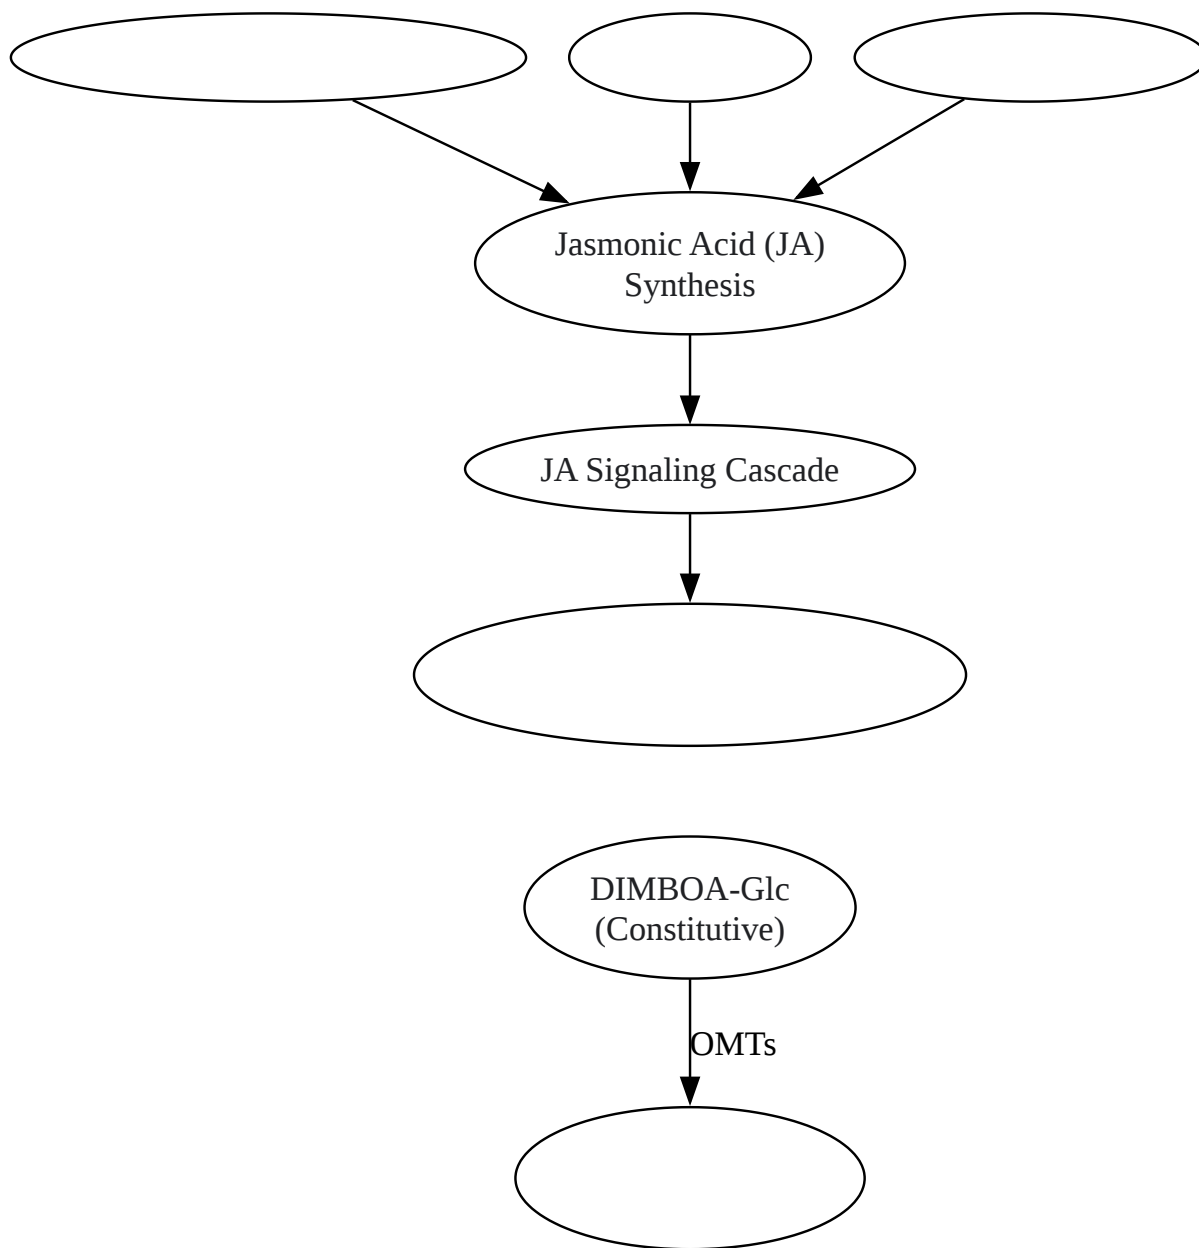 Jasmonic Acid (JA)
Synthesis
JA Signaling Cascade
DIMBOA-Glc
(Constitutive)
OMTs